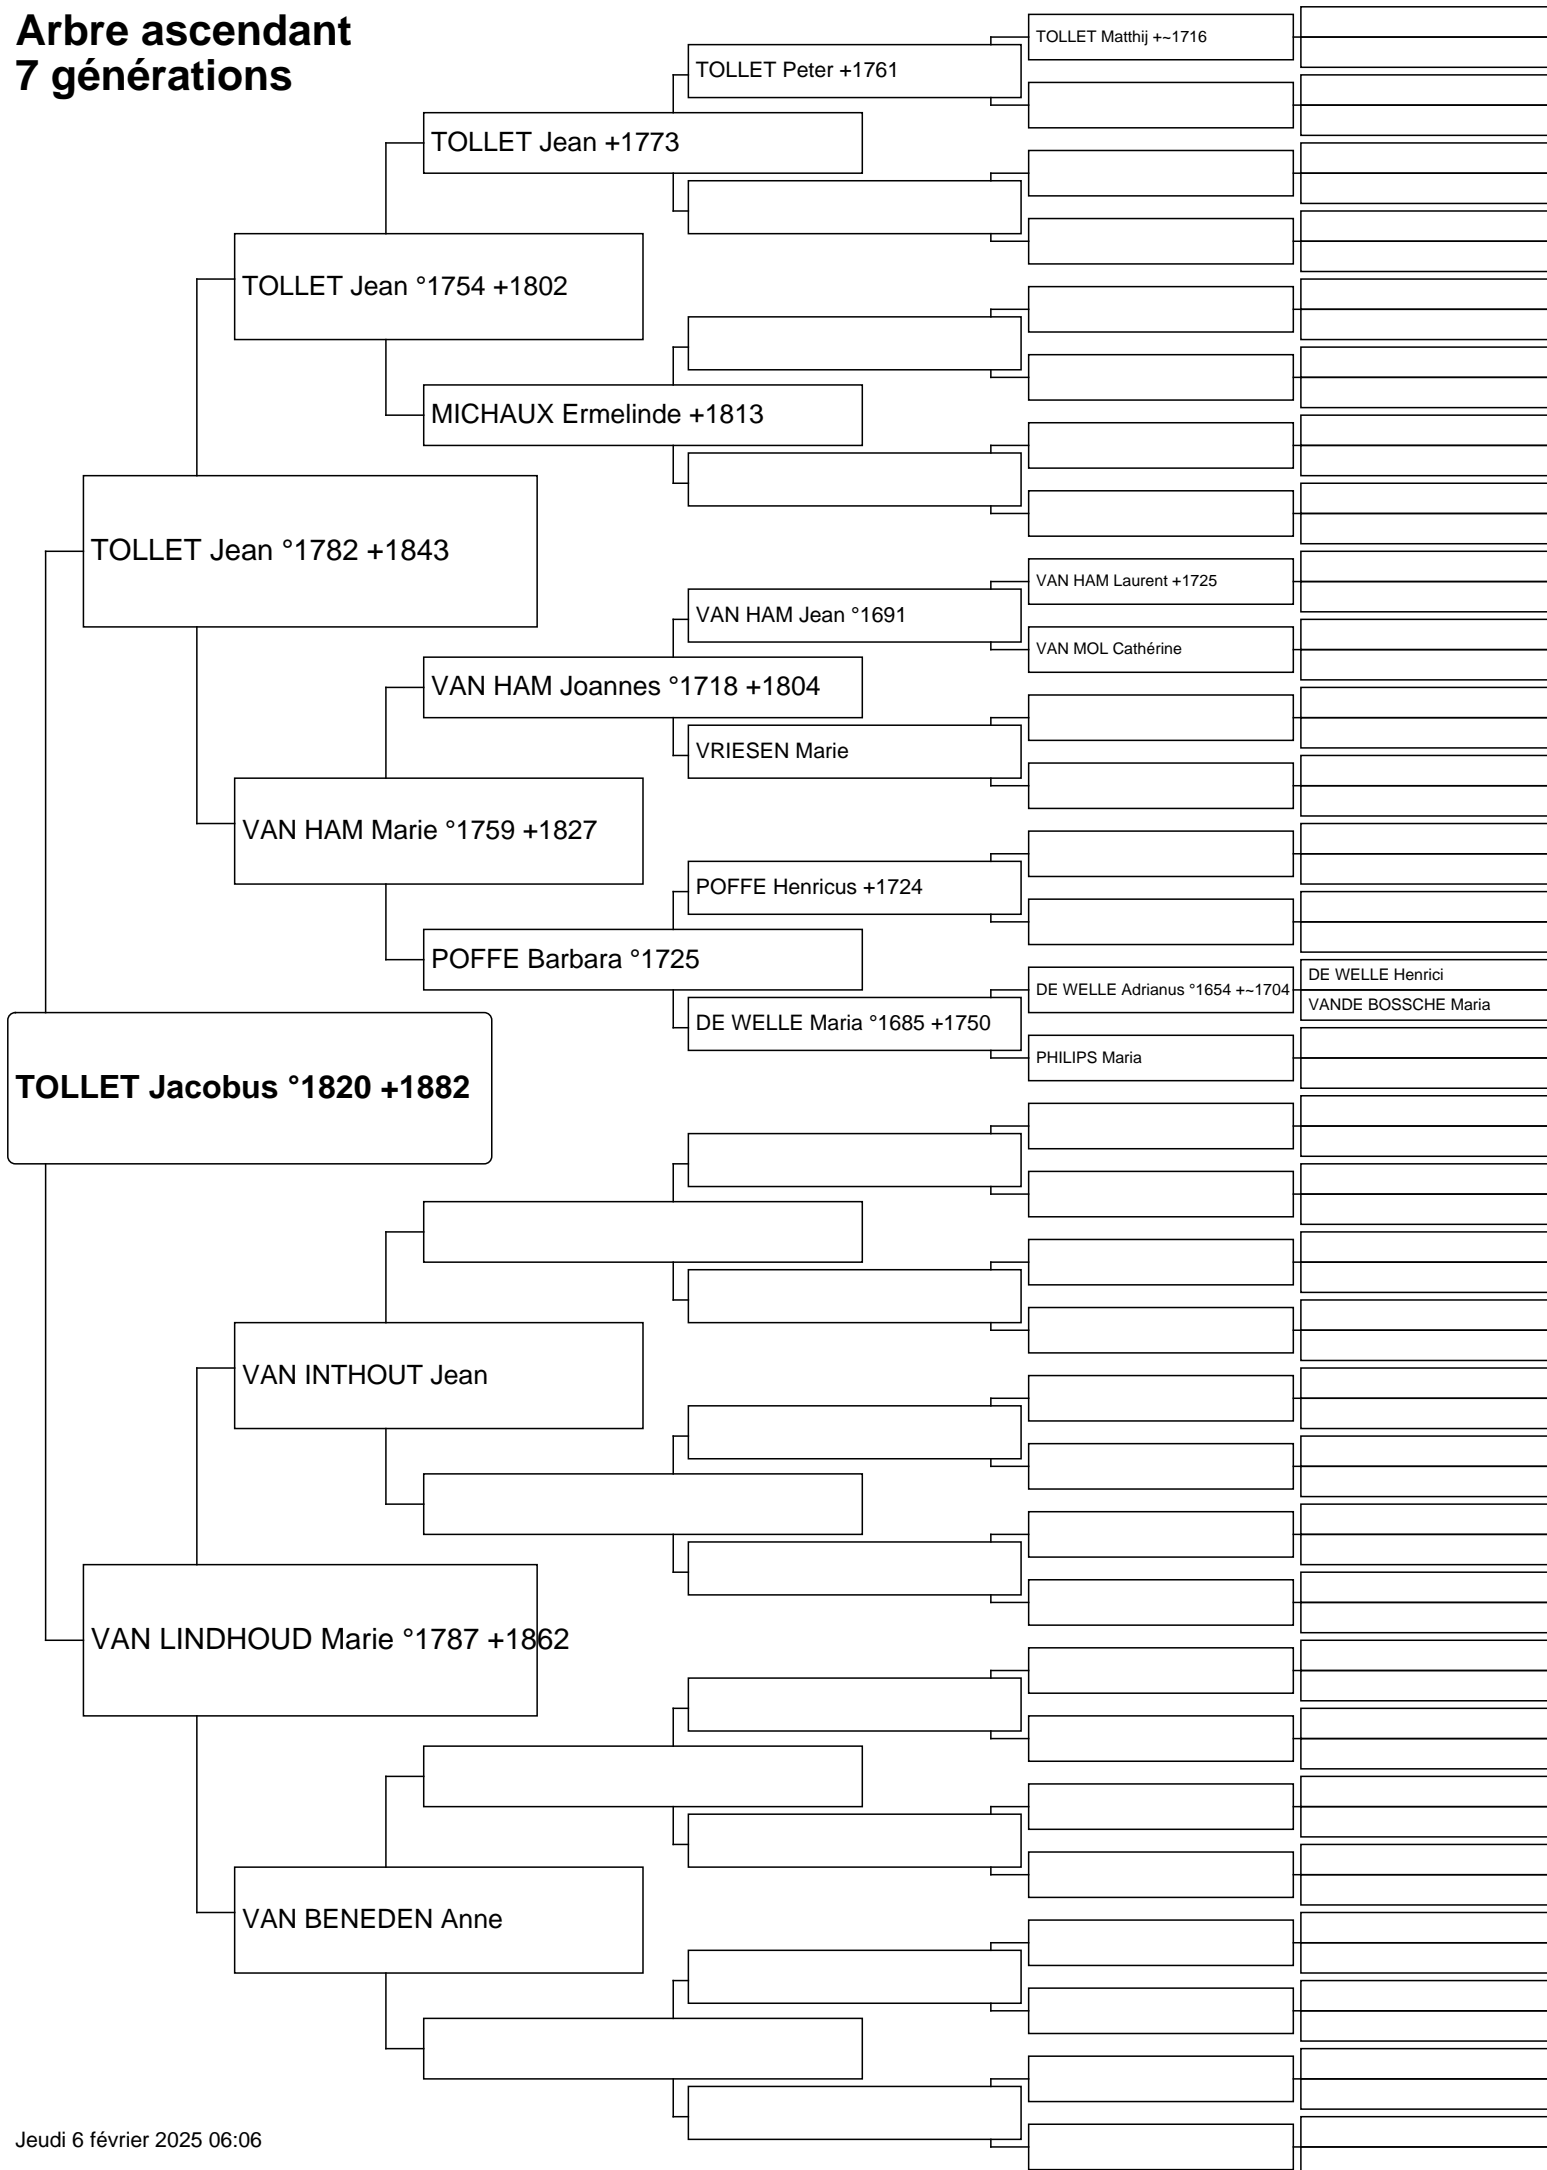 Arbre ascendant
7 générations
TOLLET Matthij +~1716
TOLLET Peter +1761
TOLLET Jean +1773
TOLLET Jean °1754 +1802
MICHAUX Ermelinde +1813
TOLLET Jean °1782 +1843
VAN HAM Laurent +1725
VAN HAM Jean °1691
VAN MOL Cathérine
VAN HAM Joannes °1718 +1804
VRIESEN Marie
VAN HAM Marie °1759 +1827
POFFE Henricus +1724
POFFE Barbara °1725
DE WELLE Henrici
DE WELLE Adrianus °1654 +~1704
VANDE BOSSCHE Maria
DE WELLE Maria °1685 +1750
PHILIPS Maria
TOLLET Jacobus °1820 +1882
VAN INTHOUT Jean
VAN LINDHOUD Marie °1787 +1862
VAN BENEDEN Anne
Jeudi 6 février 2025 06:06